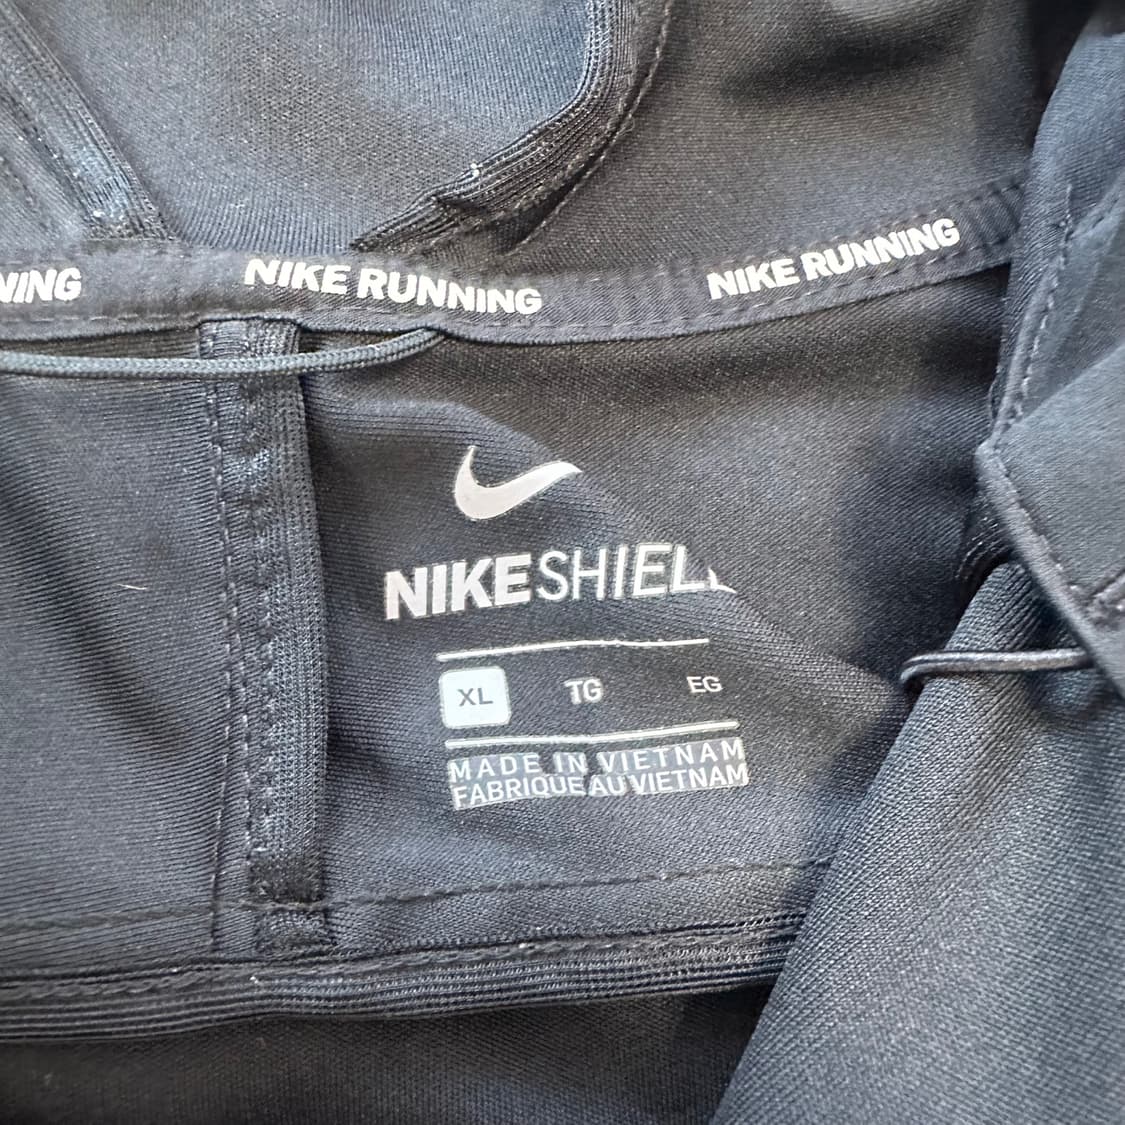 NING NIKE RUNNING NIKE RUNNING
NIKESHIEL
XL TG EG
MADE IN VIETNAM
FABRIQUE AU VIETNAM